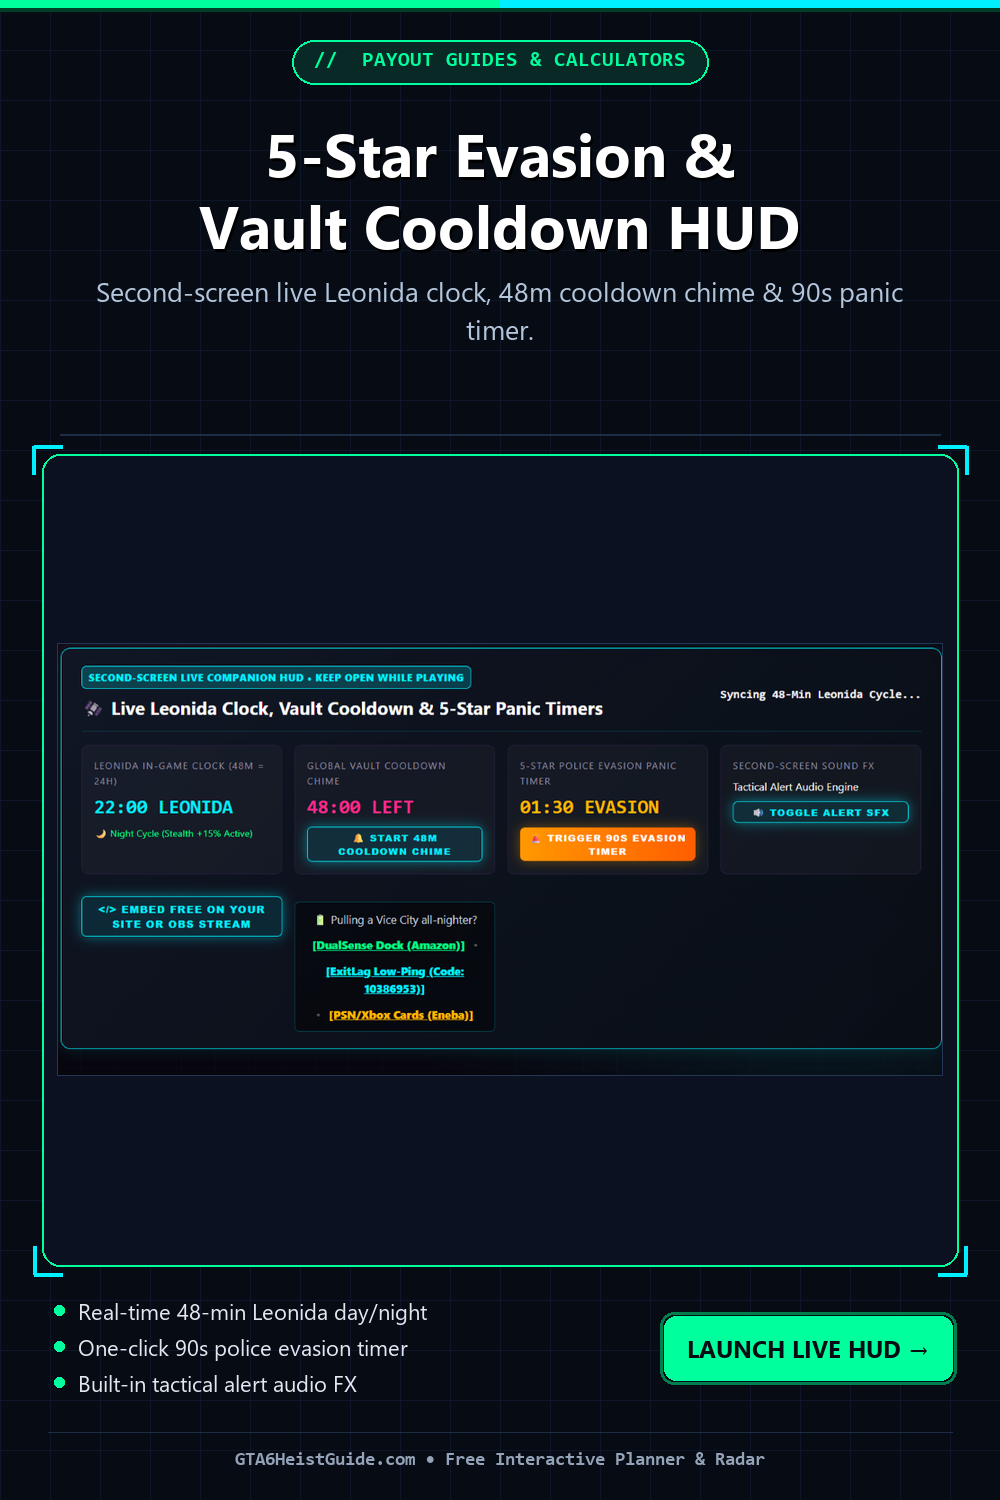 // PAYOUT GUIDES & CALCULATORS
5-Star Evasion &
Vault Cooldown HUD
Second-screen live Leonida clock, 48m cooldown chime & 90s panic
timer.
SECOND-SCREEN LIVE COMPANION HUD • KEEP OPEN WHILE PLAYING
Live Leonida Clock, Vault Cooldown & 5-Star Panic Timers
Syncing 48-Min Leonida Cycle...
LEONIDA IN-GAME CLOCK (48M =
24H)
22:00 LEONIDA
Night Cycle (Stealth +15% Active)
GLOBAL VAULT COOLDOWN
CHIME
48:00 LEFT
START 48M
COOLDOWN CHIME
5-STAR POLICE EVASION PANIC
TIMER
01:30 EVASION
TRIGGER 90S EVASION
TIMER
SECOND-SCREEN SOUND FX
Tactical Alert Audio Engine
TOGGLE ALERT SFX
</> EMBED FREE ON YOUR
SITE OR OBS STREAM
Pulling a Vice City all-nighter?
[DualSense Dock (Amazon)] •
[ExitLag Low-Ping (Code:
10386953)]
• [PSN/Xbox Cards (Eneba)]
Real-time 48-min Leonida day/night
One-click 90s police evasion timer
Built-in tactical alert audio FX
LAUNCH LIVE HUD →
GTA6HeistGuide.com • Free Interactive Planner & Radar